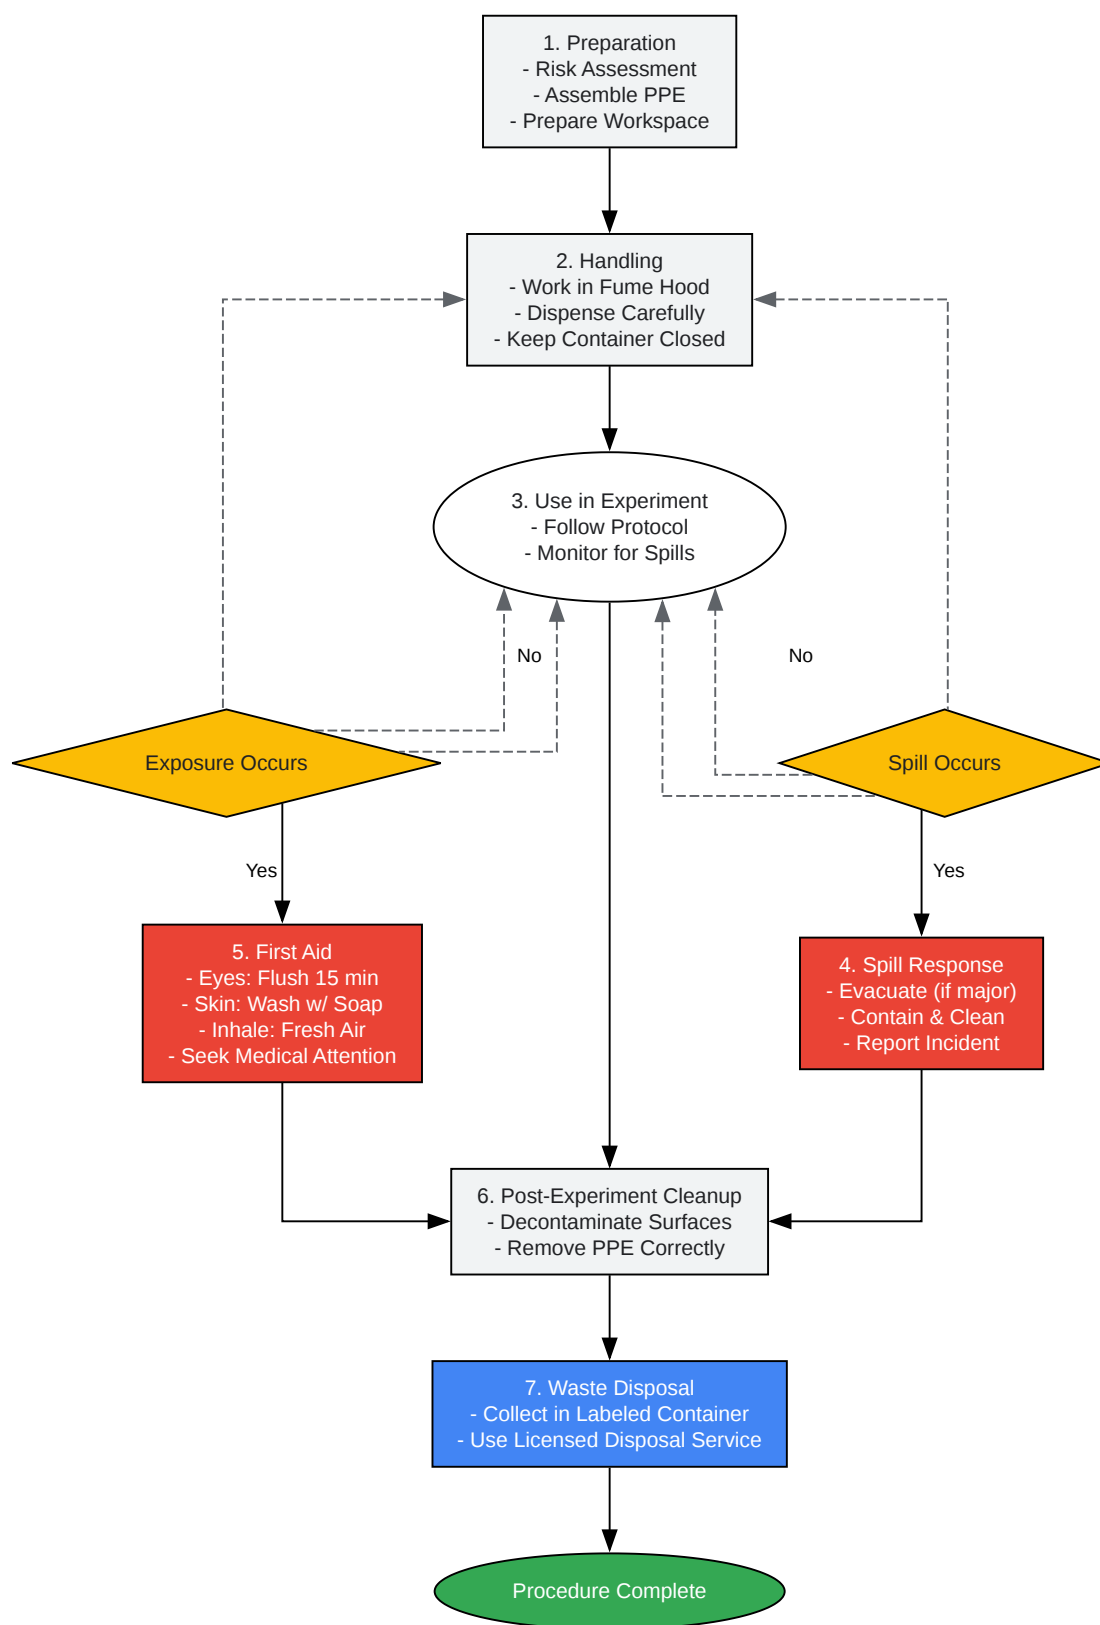 1. Preparation
- Risk Assessment
- Assemble PPE
- Prepare Workspace
2. Handling
- Work in Fume Hood
- Dispense Carefully
- Keep Container Closed
3. Use in Experiment
- Follow Protocol
- Monitor for Spills
No
No
Exposure Occurs
Spill Occurs
Yes
Yes
5. First Aid
- Eyes: Flush 15 min
- Skin: Wash w/ Soap
- Inhale: Fresh Air
- Seek Medical Attention
4. Spill Response
- Evacuate (if major)
- Contain & Clean
- Report Incident
6. Post-Experiment Cleanup
- Decontaminate Surfaces
- Remove PPE Correctly
7. Waste Disposal
- Collect in Labeled Container
- Use Licensed Disposal Service
Procedure Complete